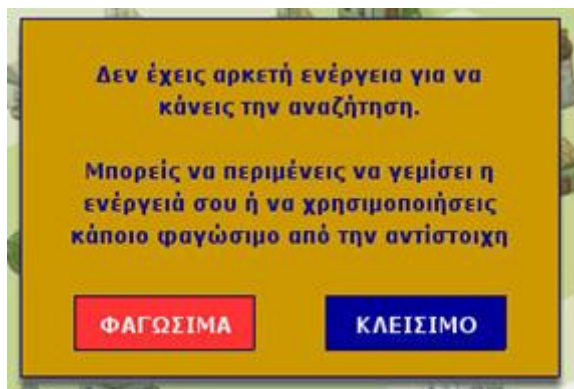 Δεν έχεις αρκετή ενέργεια για να
κάνεις την αναζήτηση.
Μπορείς να περιμένεις να γεμίσει η
ενέργειά σου ή να χρησιμοποιήσεις
κάποιο φαγώσιμο από την αντίστοιχη
ΦΑΓΩΣΙΜΑ
ΚΛΕΙΣΙΜΟ